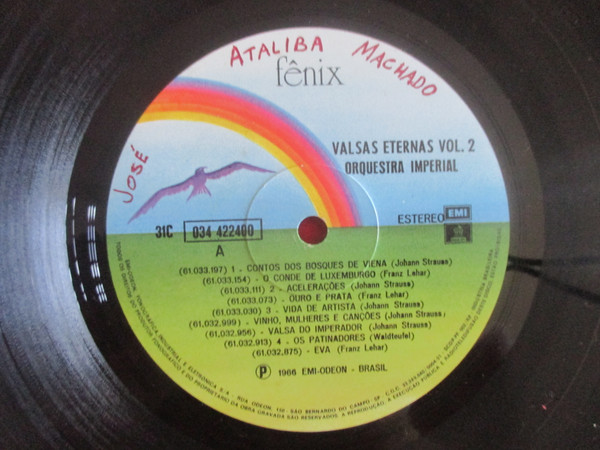 JOSÉ ATALIBA MACHADO
fênix
VALSAS ETERNAS VOL. 2
ORQUESTRA IMPERIAL
ESTEREO EMI
31C 034 422400
A
(61.033.197) 1 - CONTOS DOS BOSQUES DE VIENA (Johann Strauss)
(61.033.154) - O CONDE DE LUXEMBURGO (Franz Lehar)
(61.033.111) 2 - ACELERAÇÕES (Johann Strauss)
(61.033.073) - OURO E PRATA (Franz Lehar)
(61.033.030) 3 - VIDA DE ARTISTA (Johann Strauss)
(61.032.999) - VINHO, MULHERES E CANÇÕES (Johann Strauss)
(61.032.956) - VALSA DO IMPERADOR (Johann Strauss)
(61.032.913) 4 - OS PATINADORES (Waldteufel)
(61.032.875) - EVA (Franz Lehar)
P 1966 EMI-ODEON - BRASIL